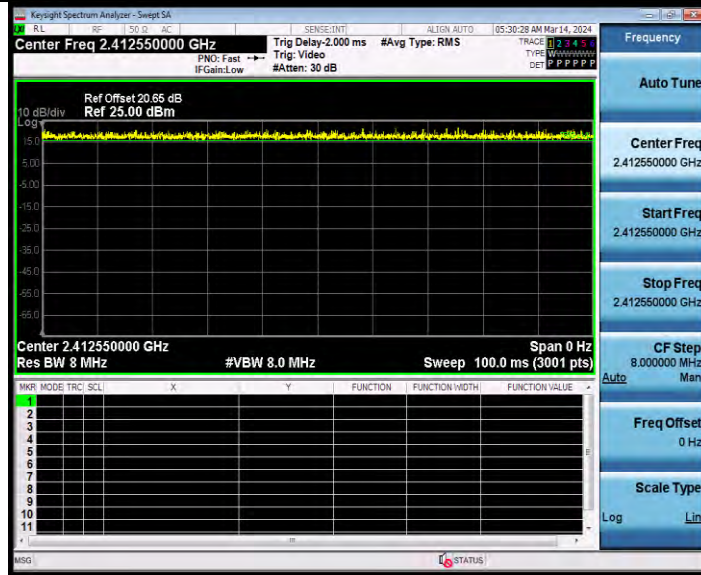 Keysight Spectrum Analyzer - Swept SA
LXI RL RF 50 Ω AC SENSE:INT ALIGN AUTO 05:30:28 AM Mar 14, 2024
Center Freq 2.412550000 GHz
PNO: Fast
IFGain:Low
Trig Delay-2.000 ms
Trig: Video
#Atten: 30 dB
#Avg Type: RMS
TRACE 1 2 3 4 5 6
TYPE W
DET P P P P P P
Ref Offset 20.65 dB
10 dB/div Ref 25.00 dBm
Log
15.0
5.00
-5.00
-15.0
-25.0
-35.0
-45.0
-55.0
-65.0
Center 2.412550000 GHz Span 0 Hz
Res BW 8 MHz #VBW 8.0 MHz Sweep 100.0 ms (3001 pts)
MKR MODE TRC SCL X Y FUNCTION FUNCTION WIDTH FUNCTION VALUE
1
2
3
4
5
6
7
8
9
10
11
MSG STATUS
Frequency
Auto Tune
Center Freq
2.412550000 GHz
Start Freq
2.412550000 GHz
Stop Freq
2.412550000 GHz
CF Step
8.000000 MHz
Auto Man
Freq Offset
0 Hz
Scale Type
Log Lin